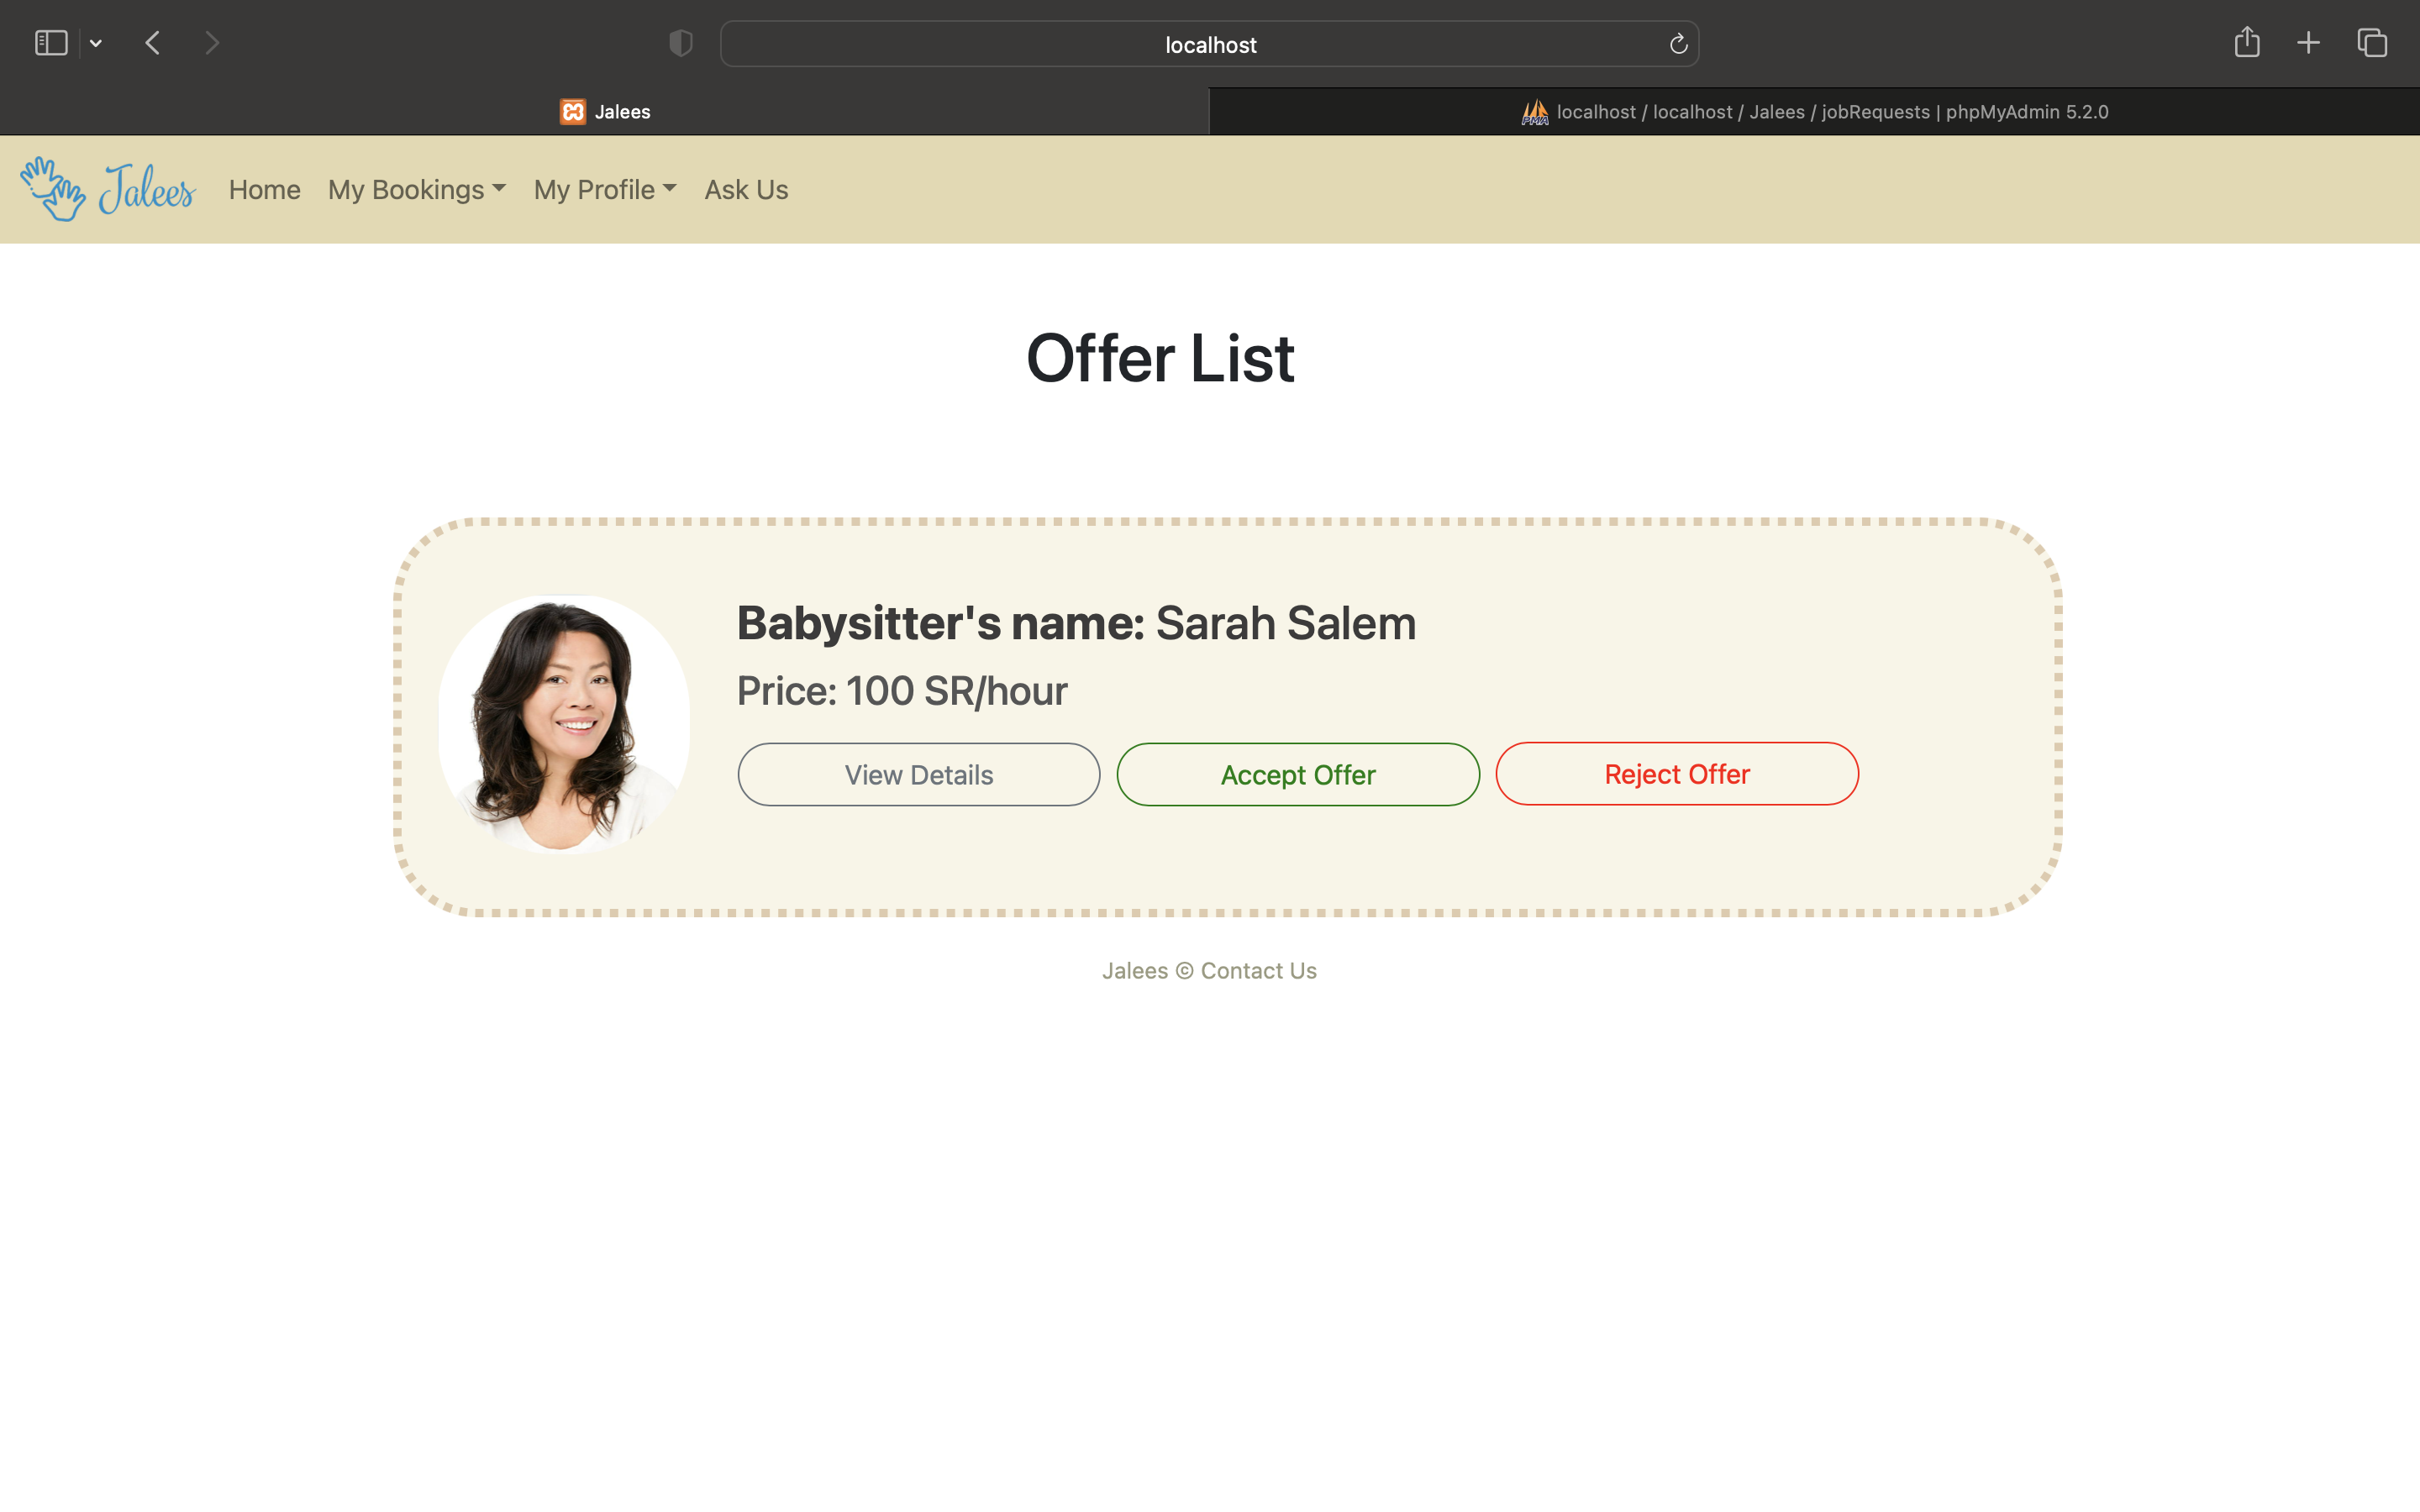 localhost
Jalees
localhost / localhost / Jalees / jobRequests | phpMyAdmin 5.2.0
Jalees Home My Bookings My Profile Ask Us
Offer List
Babysitter's name: Sarah Salem
Price: 100 SR/hour
View Details Accept Offer Reject Offer
Jalees © Contact Us